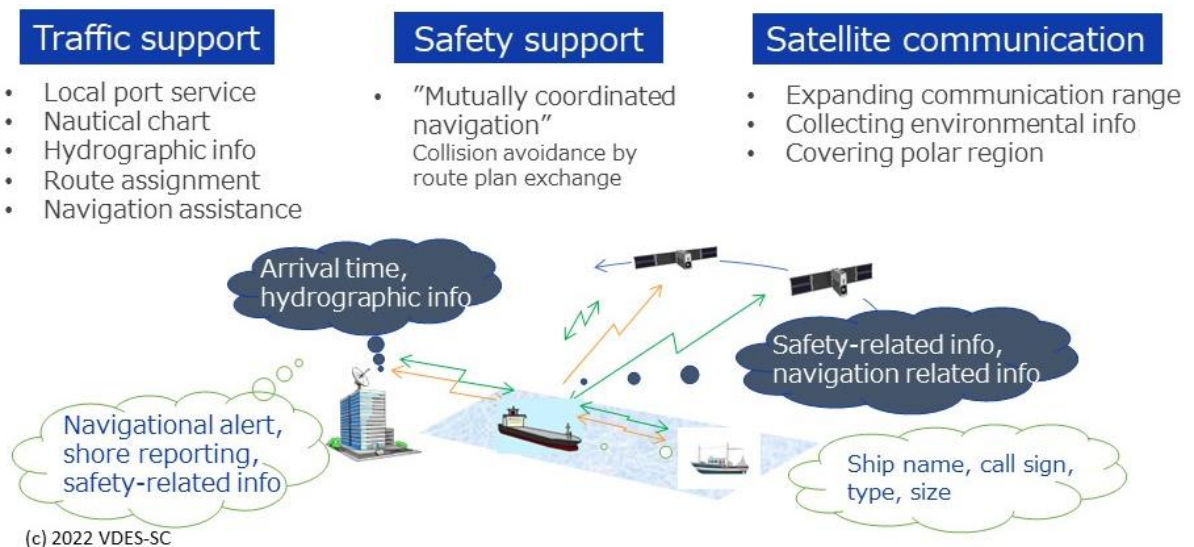 Traffic support
• Local port service
• Nautical chart
• Hydrographic info
• Route assignment
• Navigation assistance
Safety support
• ”Mutually coordinated
navigation”
Collision avoidance by
route plan exchange
Satellite communication
• Expanding communication range
• Collecting environmental info
• Covering polar region
Arrival time,
hydrographic info
Safety-related info,
navigation related info
Navigational alert,
shore reporting,
safety-related info
Ship name, call sign,
type, size
(c) 2022 VDES-SC